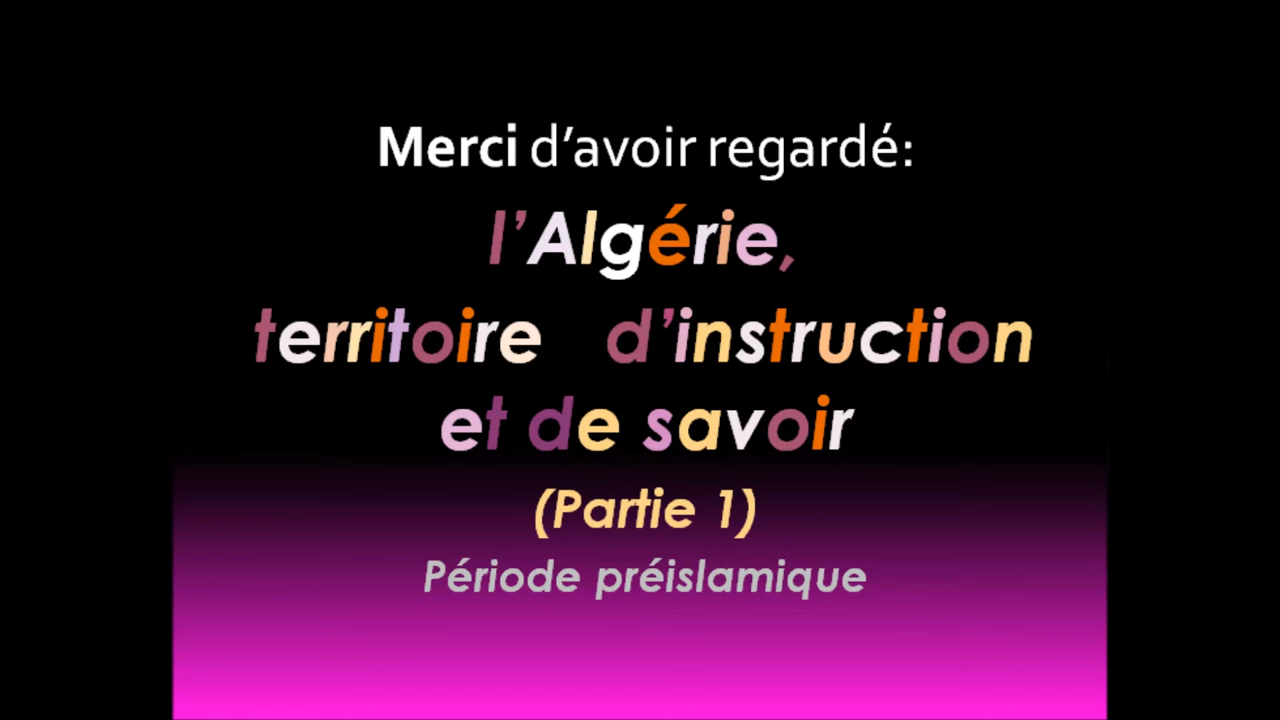 Merci d’avoir regardé:
l’Algérie,
territoire d’instruction
et de savoir
(Partie 1)
Période préislamique